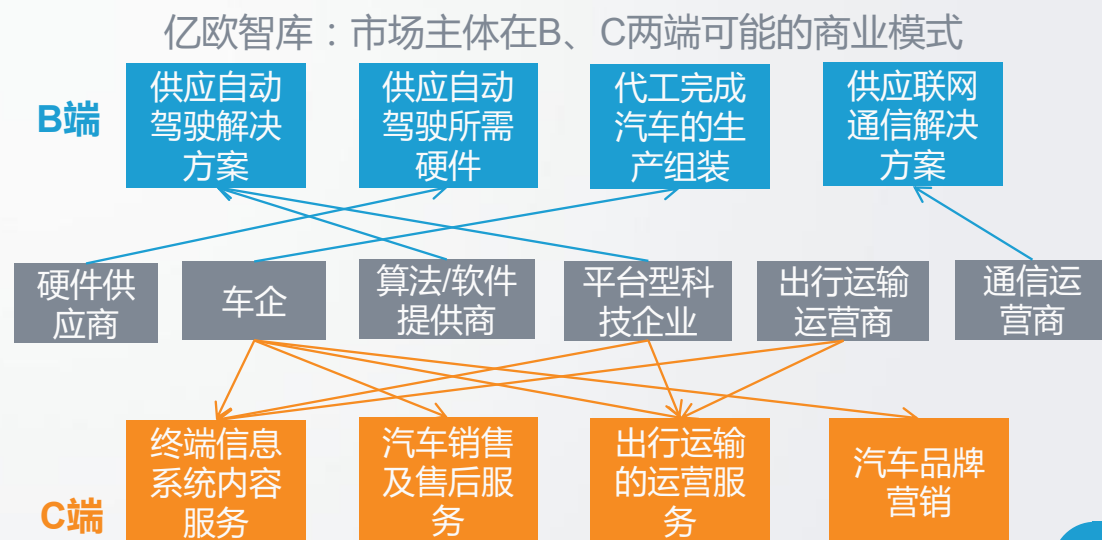 亿欧智库：市场主体在B、C两端可能的商业模式
B端
供应自动
驾驶解决
方案
供应自动
驾驶所需
硬件
代工完成
汽车的生
产组装
供应联网
通信解决
方案
硬件供
应商
车企
算法/软件
提供商
平台型科
技企业
出行运输
运营商
通信运
营商
C端
终端信息
系统内容
服务
汽车销售
及售后服
务
出行运输
的运营服
务
汽车品牌
营销